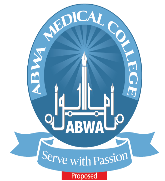 ABWA MEDICAL COLLEGE
ABWA
Serve with Passion
Proposed